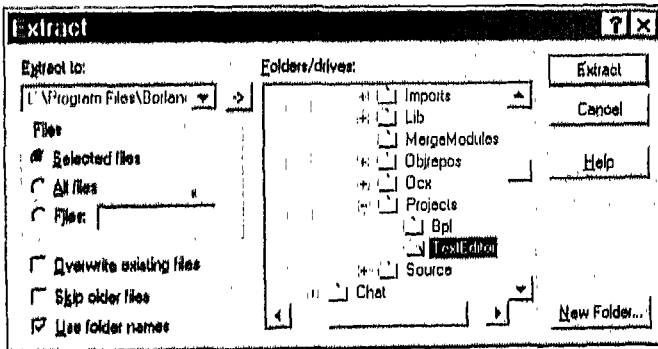 Extract
Extract to:
\Program Files\Borlan
Files
Selected files
All files
Files:
Overwrite existing files
Skip older files
Use folder names
Folders/drives:
Imports
Lib
MergeModules
Objrepos
Ocx
Projects
Bpl
TextEditor
Source
Chat
Extract
Cancel
Help
New Folder...